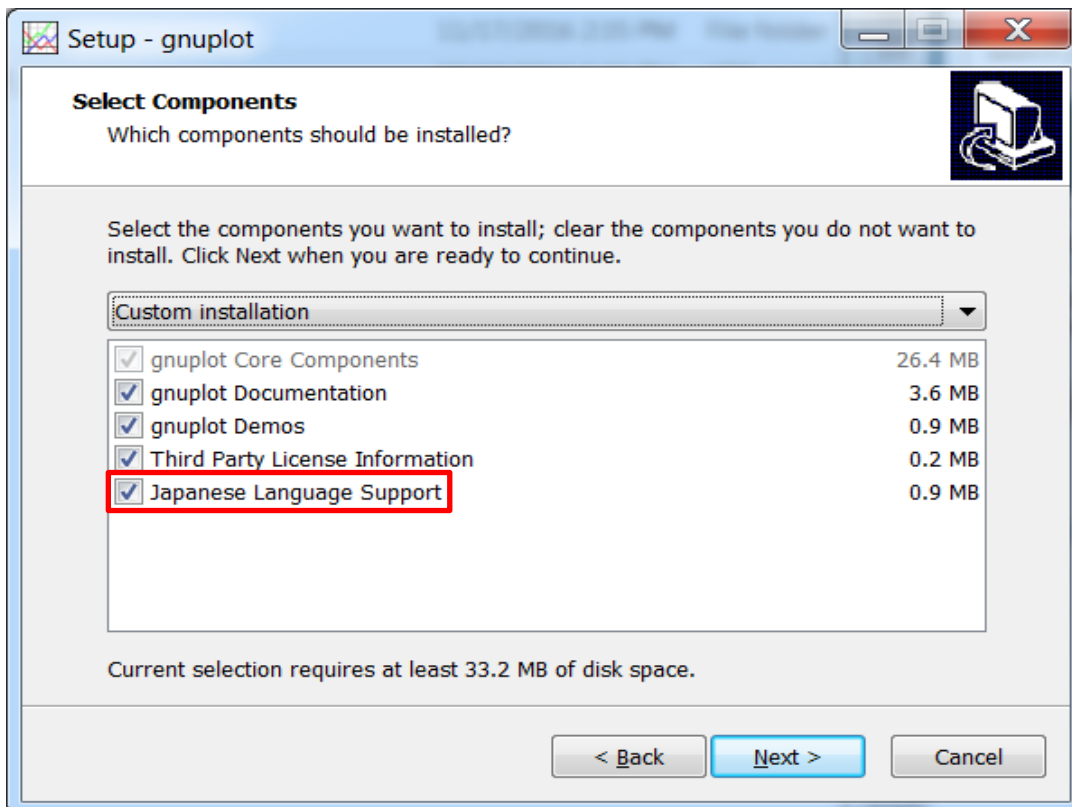 Setup - gnuplot
Select Components
Which components should be installed?
Select the components you want to install; clear the components you do not want to
install. Click Next when you are ready to continue.
Custom installation
gnuplot Core Components 26.4 MB
gnuplot Documentation 3.6 MB
gnuplot Demos 0.9 MB
Third Party License Information 0.2 MB
Japanese Language Support 0.9 MB
Current selection requires at least 33.2 MB of disk space.
< Back Next > Cancel